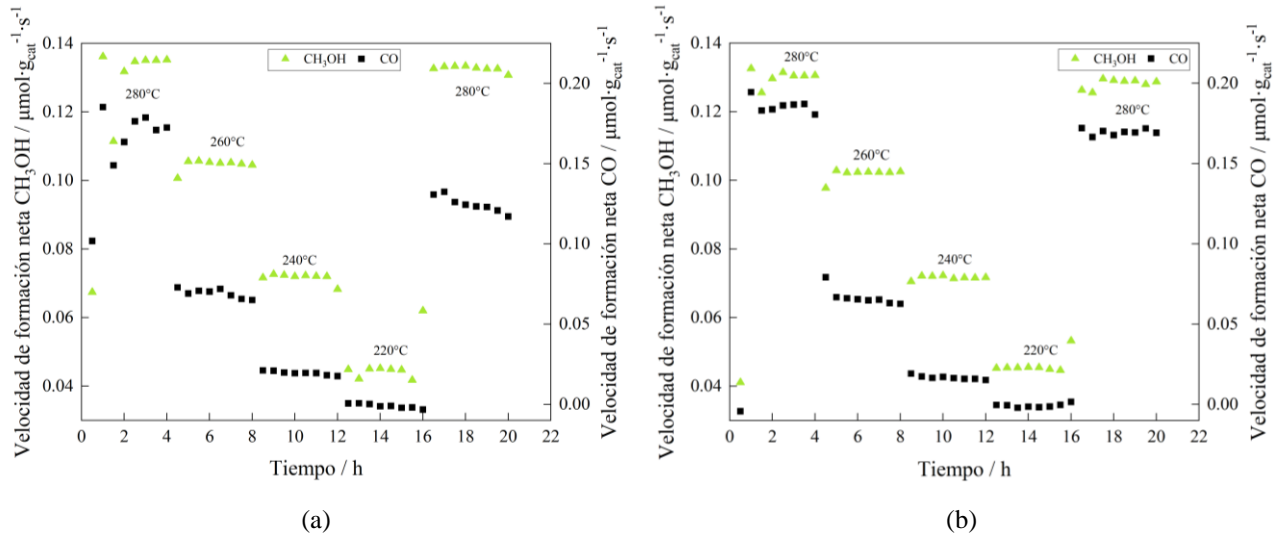 (a)
Velocidad de formación neta CH₃OH / μmol·g_cat⁻¹·s⁻¹
0.14
0.12
0.10
0.08
0.06
0.04
CH₃OH CO
280°C
260°C
240°C
220°C
280°C
0.20
0.15
0.10
0.05
0.00
Velocidad de formación neta CO / μmol·g_cat⁻¹·s⁻¹
0 2 4 6 8 10 12 14 16 18 20 22
Tiempo / h
(a)
Velocidad de formación neta CH₃OH / μmol·g_cat⁻¹·s⁻¹
0.14
0.12
0.10
0.08
0.06
0.04
CH₃OH CO
280°C
260°C
240°C
220°C
280°C
0.20
0.15
0.10
0.05
0.00
Velocidad de formación neta CO / μmol·g_cat⁻¹·s⁻¹
0 2 4 6 8 10 12 14 16 18 20 22
Tiempo / h
(b)